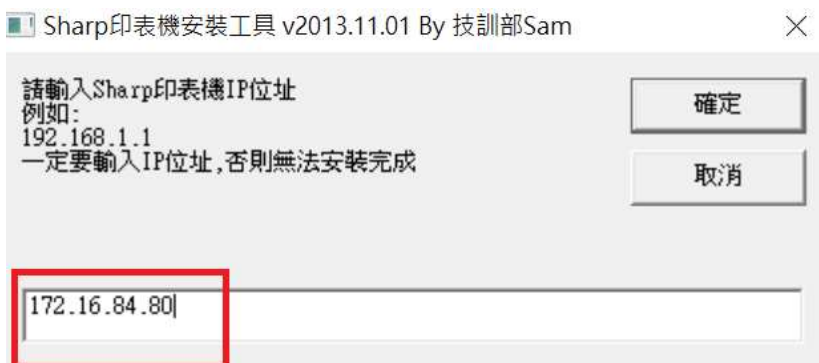 Sharp印表機安裝工具 v2013.11.01 By 技訓部Sam
請輸入Sharp印表機IP位址
例如:
192.168.1.1
一定要輸入IP位址,否則無法安裝完成
確定
取消
172.16.84.80